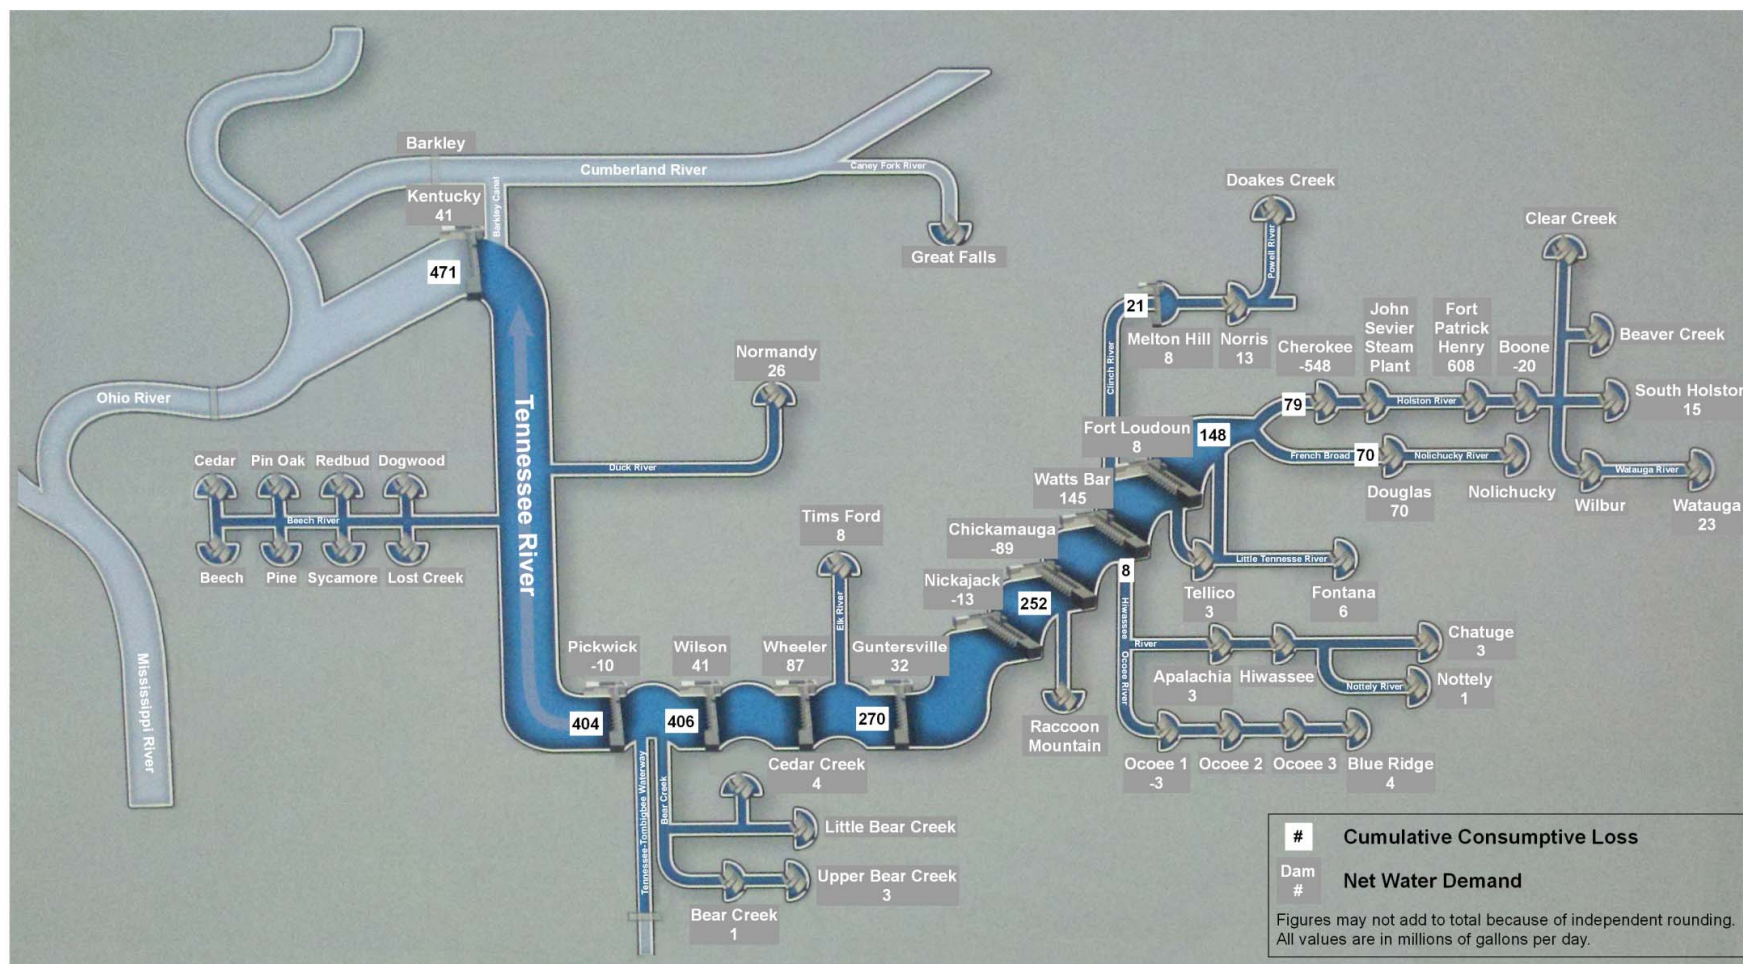 Barkley
Cumberland River
Caney Fork River
Kentucky
41
Barkley Canal
Great Falls
471
Doakes Creek
Powell River
Clear Creek
21
Melton Hill
8
Norris
13
Clinch River
Cherokee
-548
John
Sevier
Steam
Plant
Fort
Patrick
Henry
608
Boone
-20
Beaver Creek
South Holston
15
79
Holston River
Normandy
26
Ohio River
Tennessee River
Duck River
Fort Loudoun
8
148
French Broad
70
Nolichucky River
Douglas
70
Nolichucky
Wilbur
Watauga River
Watauga
23
Cedar
Pin Oak
Redbud
Dogwood
Beech River
Beech
Pine
Sycamore
Lost Creek
Watts Bar
145
Tims Ford
8
Elk River
Chickamauga
-89
Nickajack
-13
252
8
Little Tennesse River
Tellico
3
Fontana
6
Hiwassee
River
Ocoee River
Apalachia
3
Hiwassee
Chatuge
3
Nottely River
Nottely
1
Pickwick
-10
Wilson
41
Wheeler
87
Guntersville
32
404
406
270
Raccoon
Mountain
Ocoee 1
-3
Ocoee 2
Ocoee 3
Blue Ridge
4
Mississippi River
Tennessee-Tombigbee Waterway
Bear Creek
Cedar Creek
4
Little Bear Creek
Upper Bear Creek
3
Bear Creek
1
# Cumulative Consumptive Loss
Dam
# Net Water Demand
Figures may not add to total because of independent rounding.
All values are in millions of gallons per day.